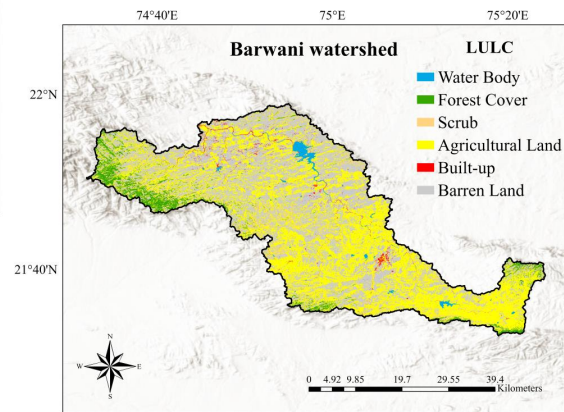 74°40'E 75°E 75°20'E
Barwani watershed
LULC
Water Body
Forest Cover
Scrub
Agricultural Land
Built-up
Barren Land
22°N
21°40'N
N
W E
S
0 4.92 9.85 19.7 29.55 39.4
Kilometers